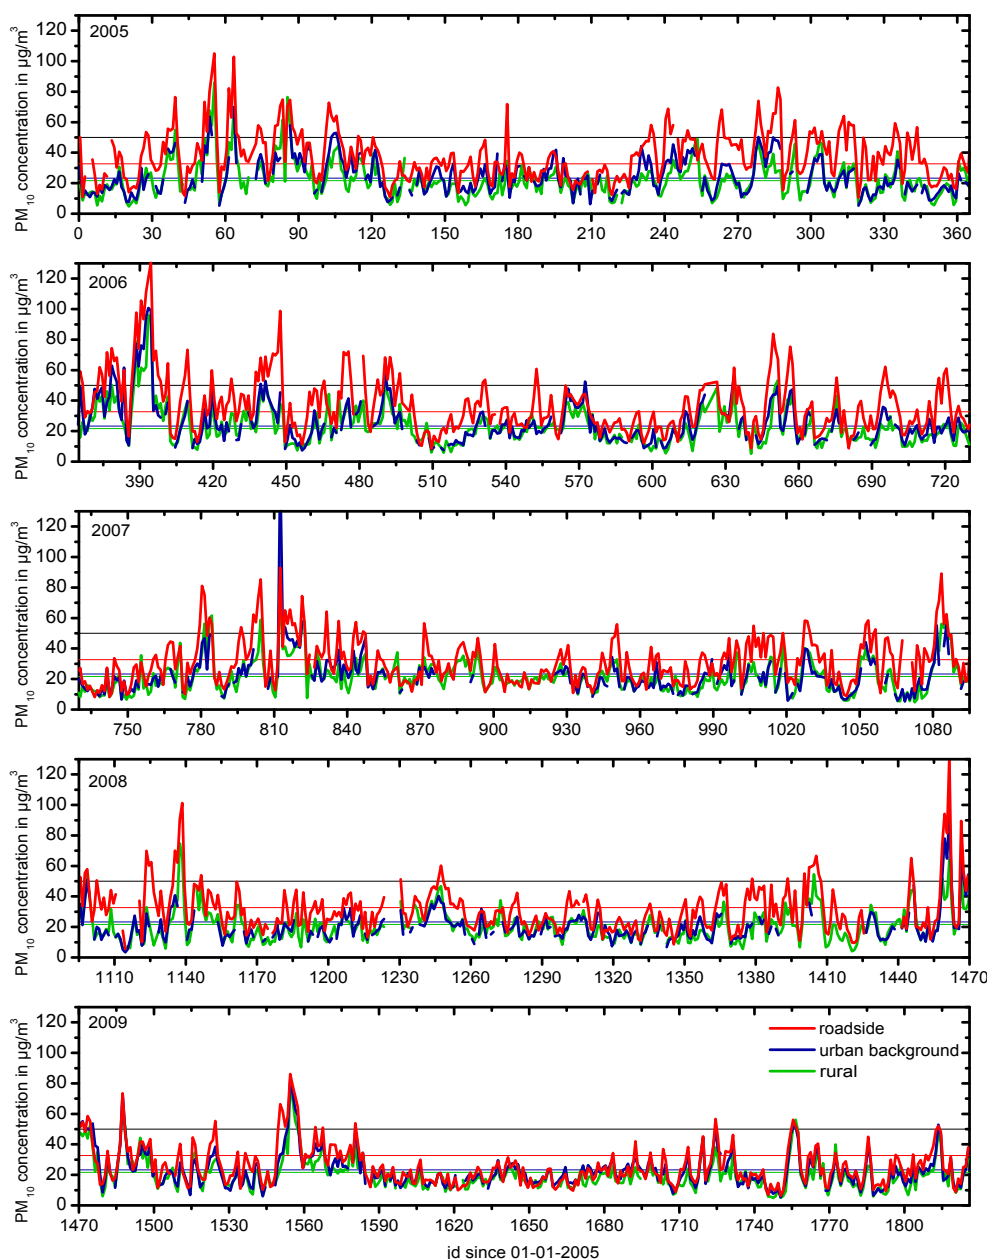 2005
PM10 concentration in µg/m3
120
100
80
60
40
20
0
0 30 60 90 120 150 180 210 240 270 300 330 360
2006
PM10 concentration in µg/m3
120
100
80
60
40
20
0
390 420 450 480 510 540 570 600 630 660 690 720
2007
PM10 concentration in µg/m3
120
100
80
60
40
20
0
750 780 810 840 870 900 930 960 990 1020 1050 1080
2008
PM10 concentration in µg/m3
120
100
80
60
40
20
0
1110 1140 1170 1200 1230 1260 1290 1320 1350 1380 1410 1440 1470
2009
PM10 concentration in µg/m3
120
100
80
60
40
20
0
roadside
urban background
rural
1470 1500 1530 1560 1590 1620 1650 1680 1710 1740 1770 1800
jd since 01-01-2005